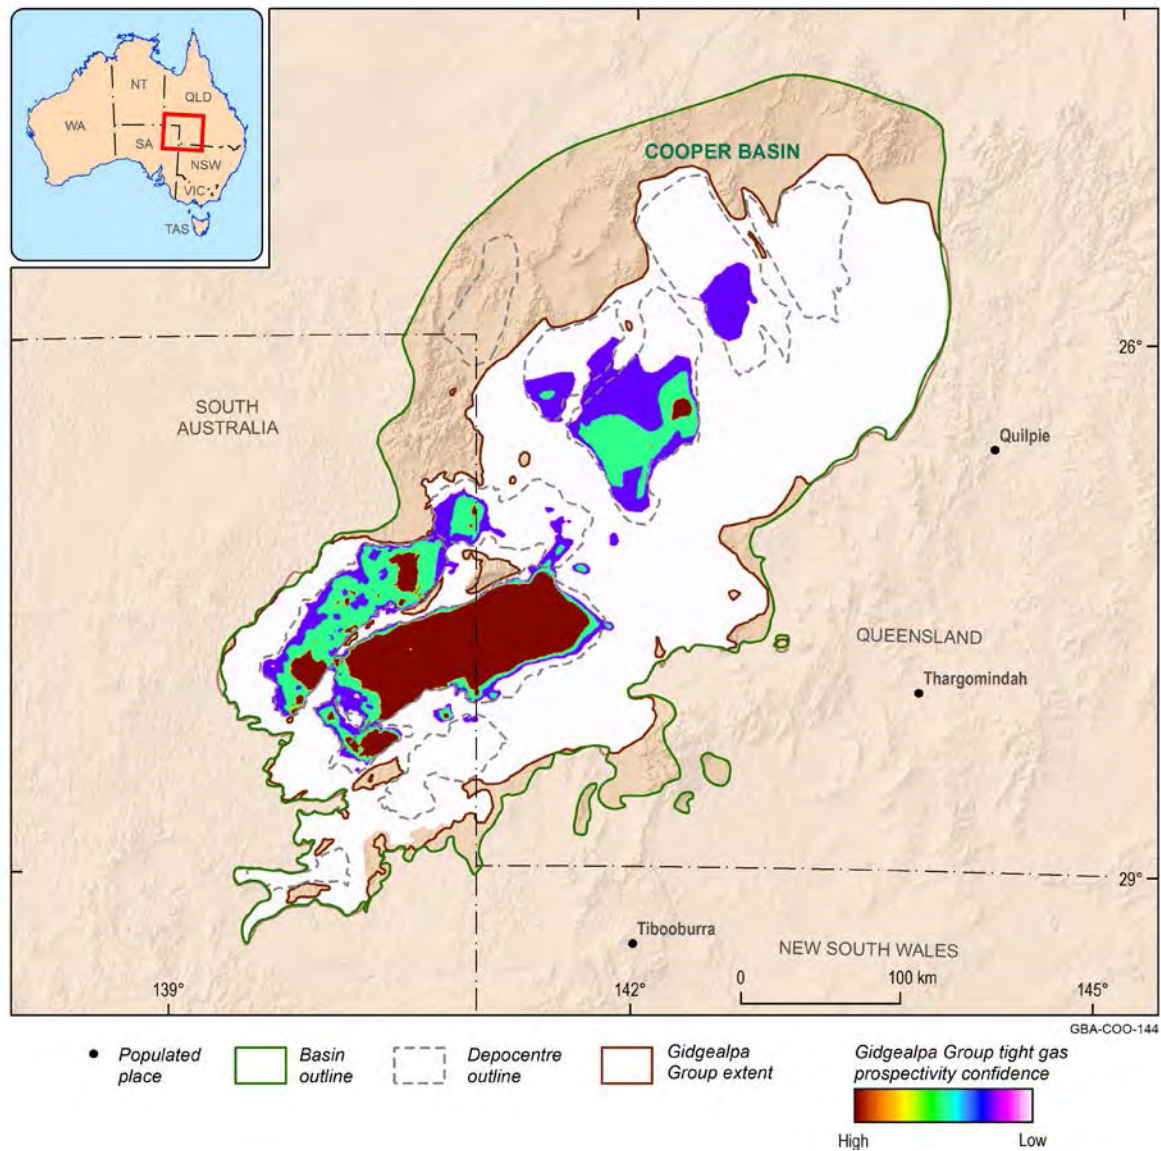 NT
QLD
WA
SA
NSW
VIC
TAS
COOPER BASIN
26°
SOUTH
AUSTRALIA
Quilpie
QUEENSLAND
Thargomindah
29°
Tibooburra
NEW SOUTH WALES
0 100 km
139° 142° 145°
GBA-COO-144
Populated
place
Basin
outline
Depocentre
outline
Gidgealpa
Group extent
Gidgealpa Group tight gas
prospectivity confidence
High Low